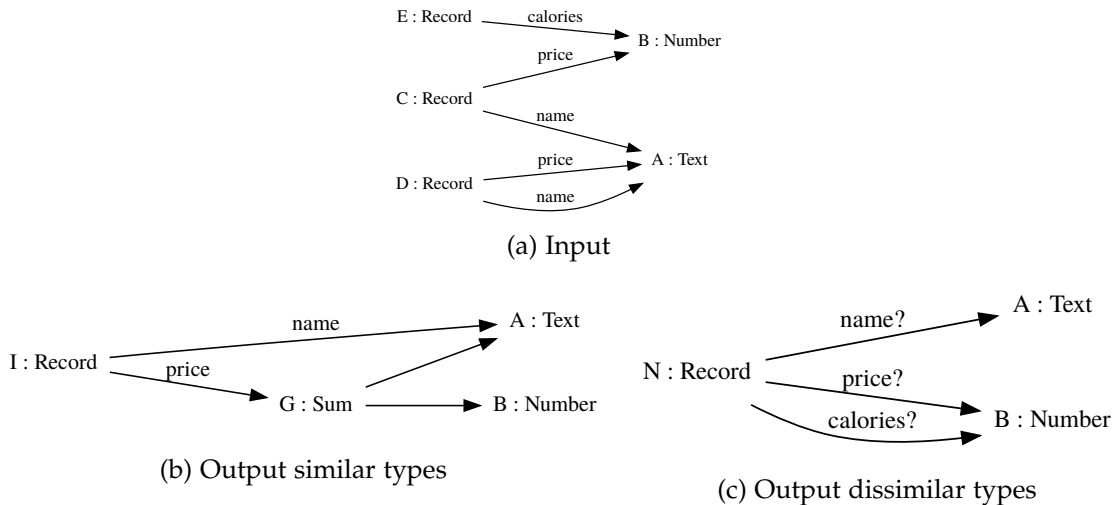 E : Record
calories
B : Number
price
C : Record
name
A : Text
price
D : Record
name
(a) Input
name
A : Text
I : Record
price
G : Sum
B : Number
(b) Output similar types
A : Text
name?
N : Record
price?
calories?
B : Number
(c) Output dissimilar types